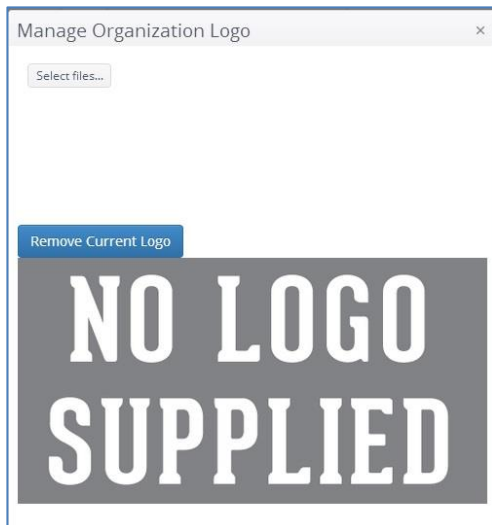 Manage Organization Logo ×
Select files...
Remove Current Logo
NO LOGO
SUPPLIED